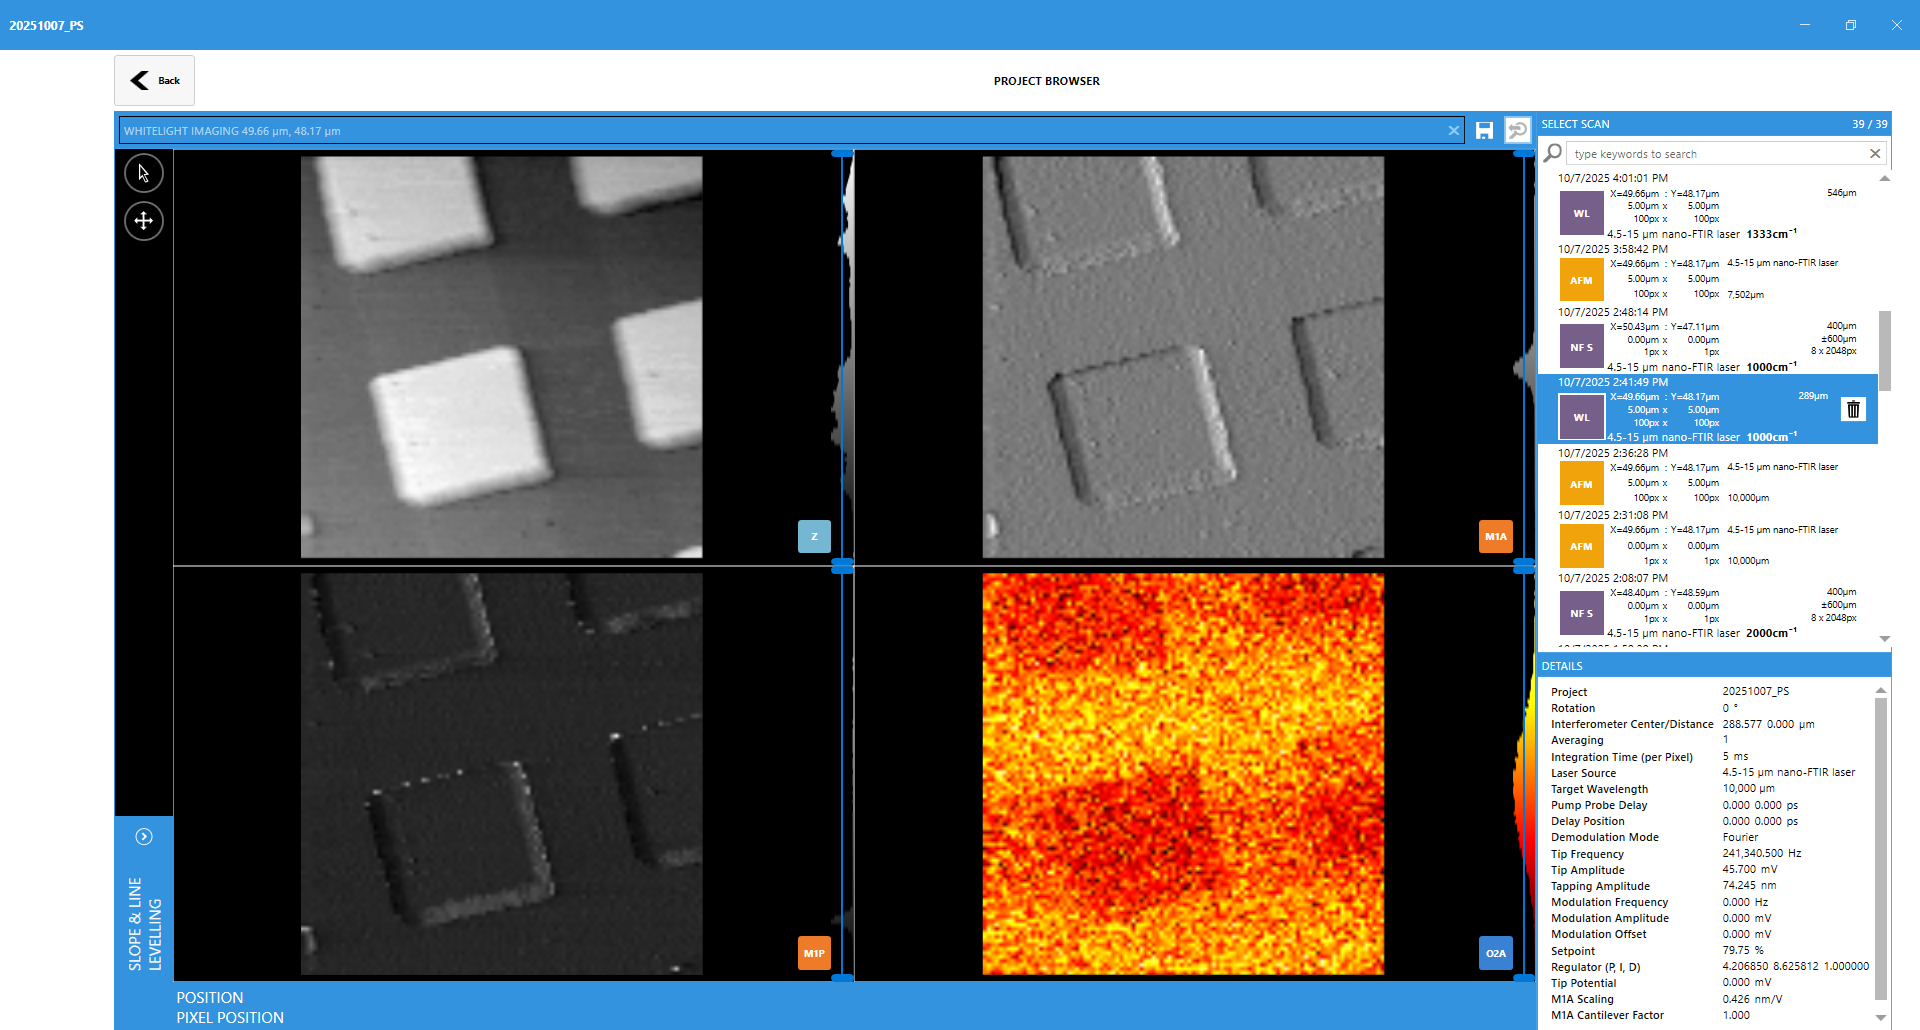 20251007_PS
Back
PROJECT BROWSER
WHITELIGHT IMAGING 49.66 µm, 48.17 µm
SELECT SCAN 39 / 39
type keywords to search
10/7/2025 4:01:01 PM
WL
X=49.66µm : Y=48.17µm 546µm
5.00µm x 5.00µm
100px x 100px
4.5-15 µm nano-FTIR laser 1333cm⁻¹
10/7/2025 3:58:42 PM
AFM
X=49.66µm : Y=48.17µm 4.5-15 µm nano-FTIR laser
5.00µm x 5.00µm
100px x 100px 7,502µm
10/7/2025 2:48:14 PM
NF S
X=50.43µm : Y=47.11µm 400µm
0.00µm x 0.00µm ±600µm
1px x 1px 8 x 2048px
4.5-15 µm nano-FTIR laser 1000cm⁻¹
10/7/2025 2:41:49 PM
WL
X=49.66µm : Y=48.17µm 289µm
5.00µm x 5.00µm
100px x 100px
4.5-15 µm nano-FTIR laser 1000cm⁻¹
10/7/2025 2:36:28 PM
AFM
X=49.66µm : Y=48.17µm 4.5-15 µm nano-FTIR laser
5.00µm x 5.00µm
100px x 100px 10,000µm
10/7/2025 2:31:08 PM
AFM
X=49.66µm : Y=48.17µm 4.5-15 µm nano-FTIR laser
0.00µm x 0.00µm
1px x 1px 10,000µm
10/7/2025 2:08:07 PM
NF S
X=48.40µm : Y=48.59µm 400µm
0.00µm x 0.00µm ±600µm
1px x 1px 8 x 2048px
4.5-15 µm nano-FTIR laser 2000cm⁻¹
Z
M1A
M1P
O2A
SLOPE & LINE
LEVELLING
POSITION
PIXEL POSITION
DETAILS
Project 20251007_PS
Rotation 0 °
Interferometer Center/Distance 288.577 0.000 µm
Averaging 1
Integration Time (per Pixel) 5 ms
Laser Source 4.5-15 µm nano-FTIR laser
Target Wavelength 10,000 µm
Pump Probe Delay 0.000 0.000 ps
Delay Position 0.000 0.000 ps
Demodulation Mode Fourier
Tip Frequency 241,340.500 Hz
Tip Amplitude 45.700 mV
Tapping Amplitude 74.245 nm
Modulation Frequency 0.000 Hz
Modulation Amplitude 0.000 mV
Modulation Offset 0.000 mV
Setpoint 79.75 %
Regulator (P, I, D) 4.206850 8.625812 1.000000
Tip Potential 0.000 mV
M1A Scaling 0.426 nm/V
M1A Cantilever Factor 1.000